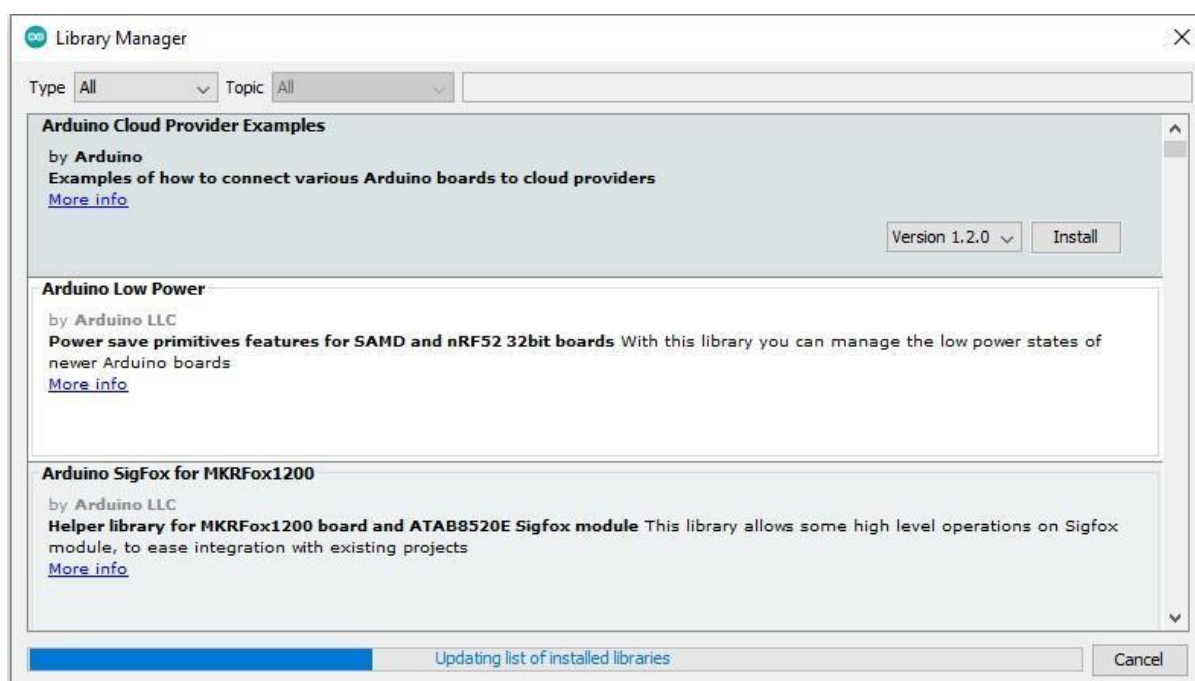 Library Manager
Type All Topic All
Arduino Cloud Provider Examples
by Arduino
Examples of how to connect various Arduino boards to cloud providers
More info
Version 1.2.0 Install
Arduino Low Power
by Arduino LLC
Power save primitives features for SAMD and nRF52 32bit boards With this library you can manage the low power states of
newer Arduino boards
More info
Arduino SigFox for MKRFox1200
by Arduino LLC
Helper library for MKRFox1200 board and ATAB8520E Sigfox module This library allows some high level operations on Sigfox
module, to ease integration with existing projects
More info
Updating list of installed libraries
Cancel